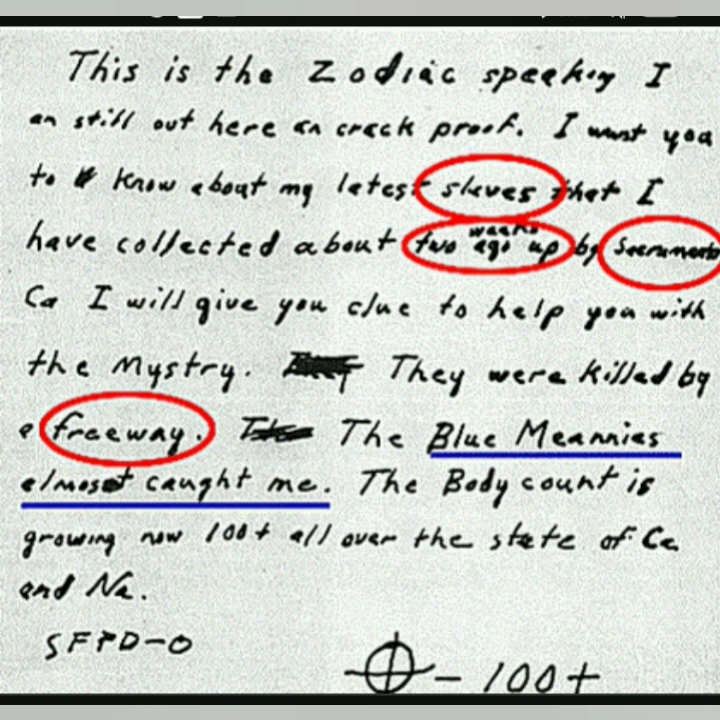 This is the Zodiac speeking I
am still out here an crack proof. I want you
to know about my latest slaves that I
have collected about two weeks ago up by Sacramento
Ca I will give you clue to help you with
the Mystry. They were killed by
a freeway. The Blue Meannies
almost caught me. The Body count is
growing now 100+ all over the state of Ca
and Na.
SFPD-0
- 100+